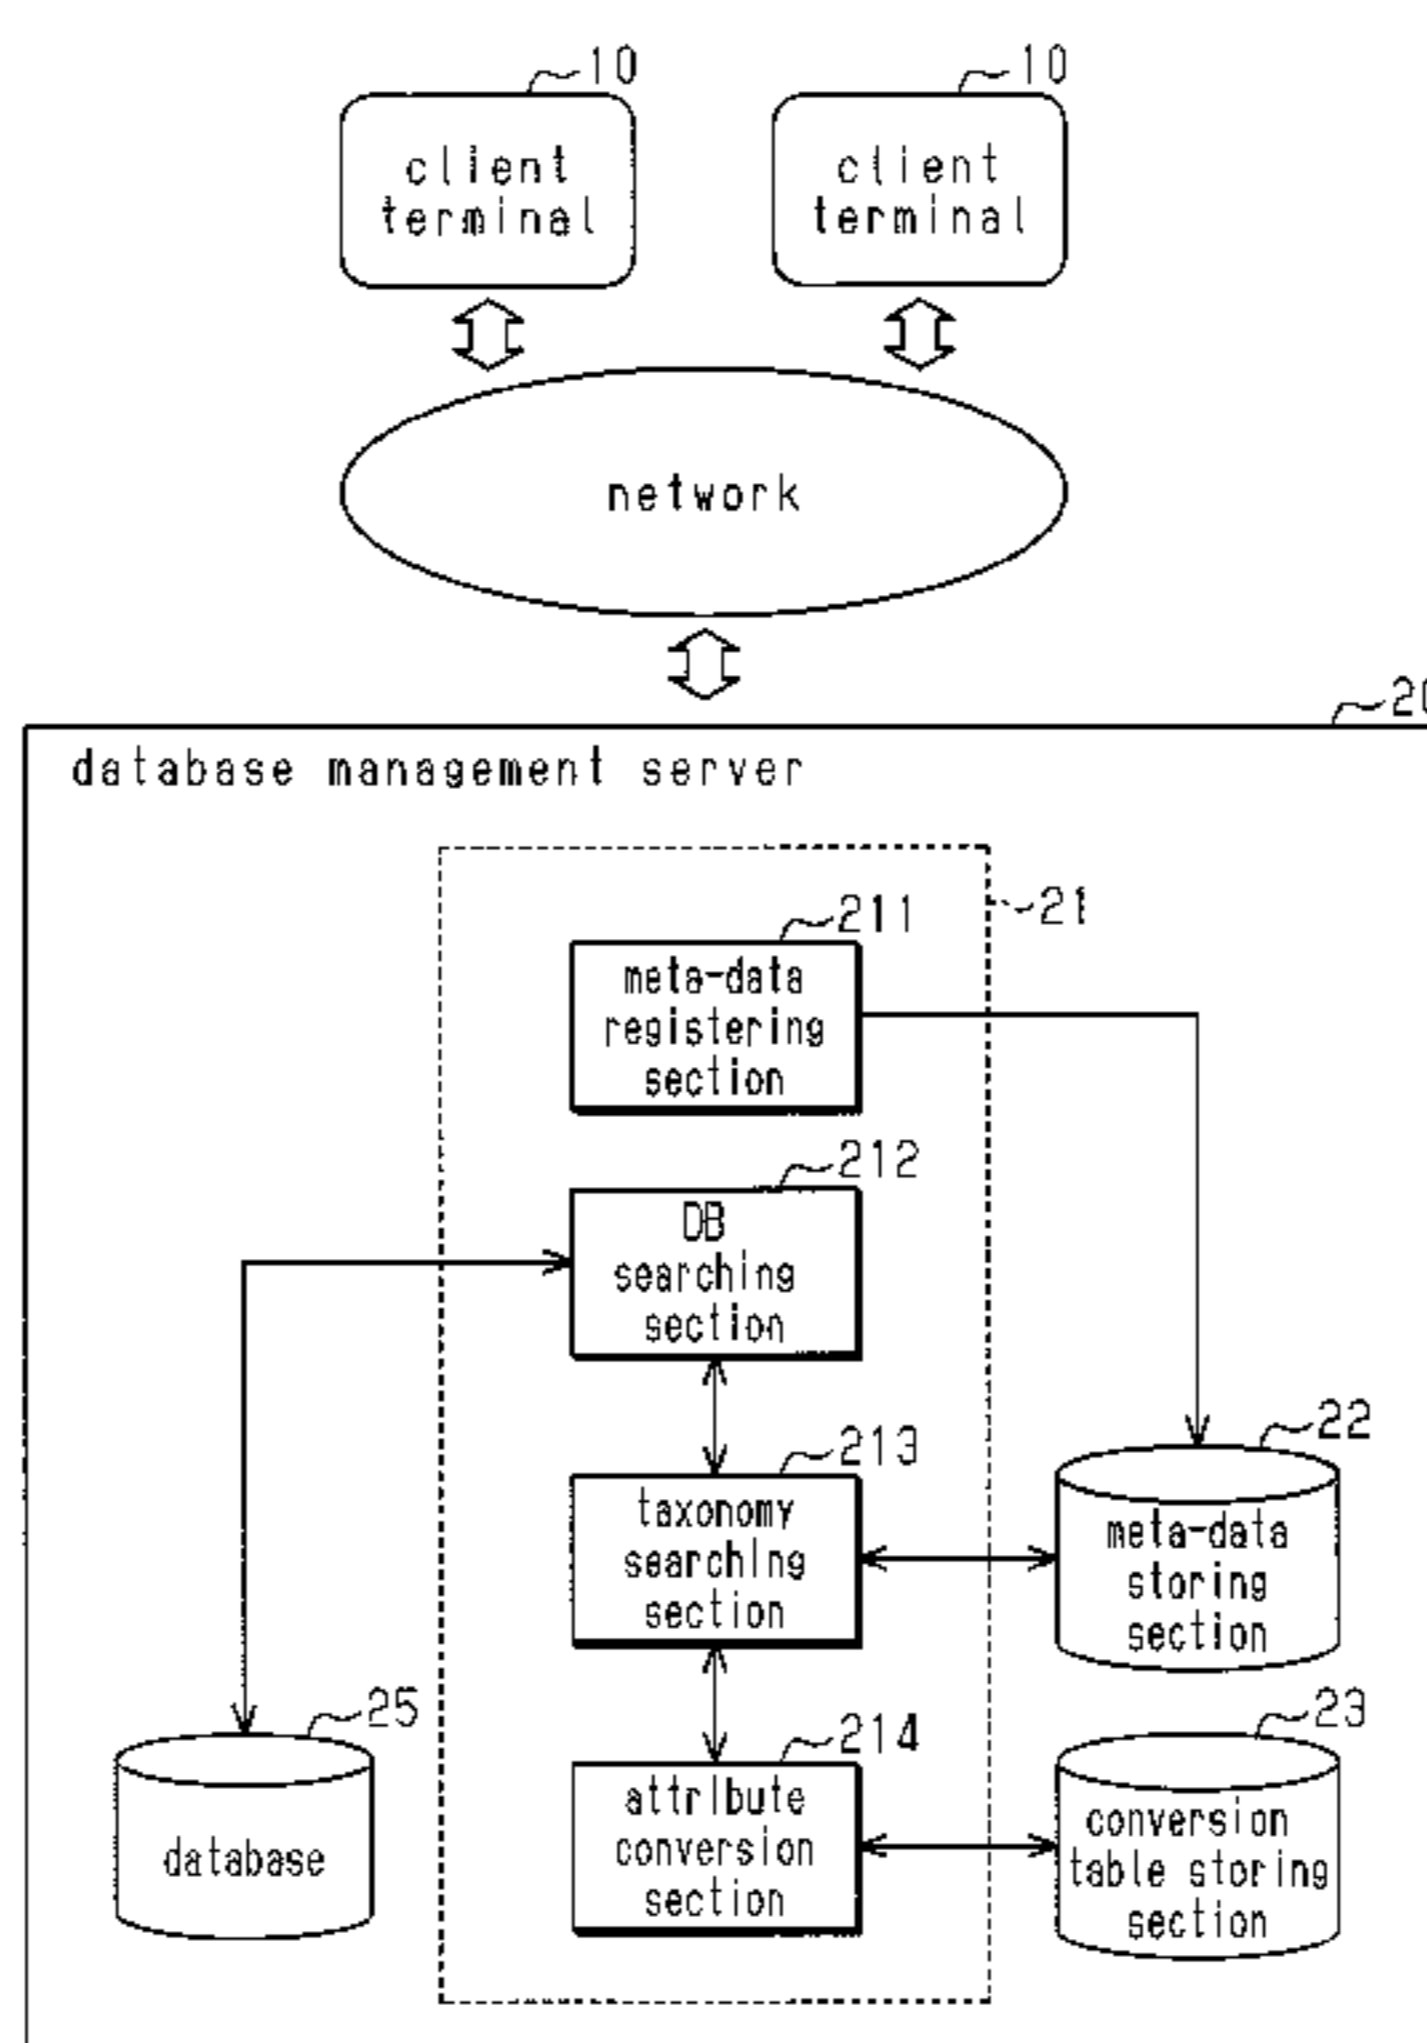 10
10
client
terminal
client
terminal
network
20
database management server
21
211
meta-data
registering
section
212
DB
searching
section
213
taxonomy
searching
section
22
meta-data
storing
section
25
database
214
attribute
conversion
section
23
conversion
table storing
section